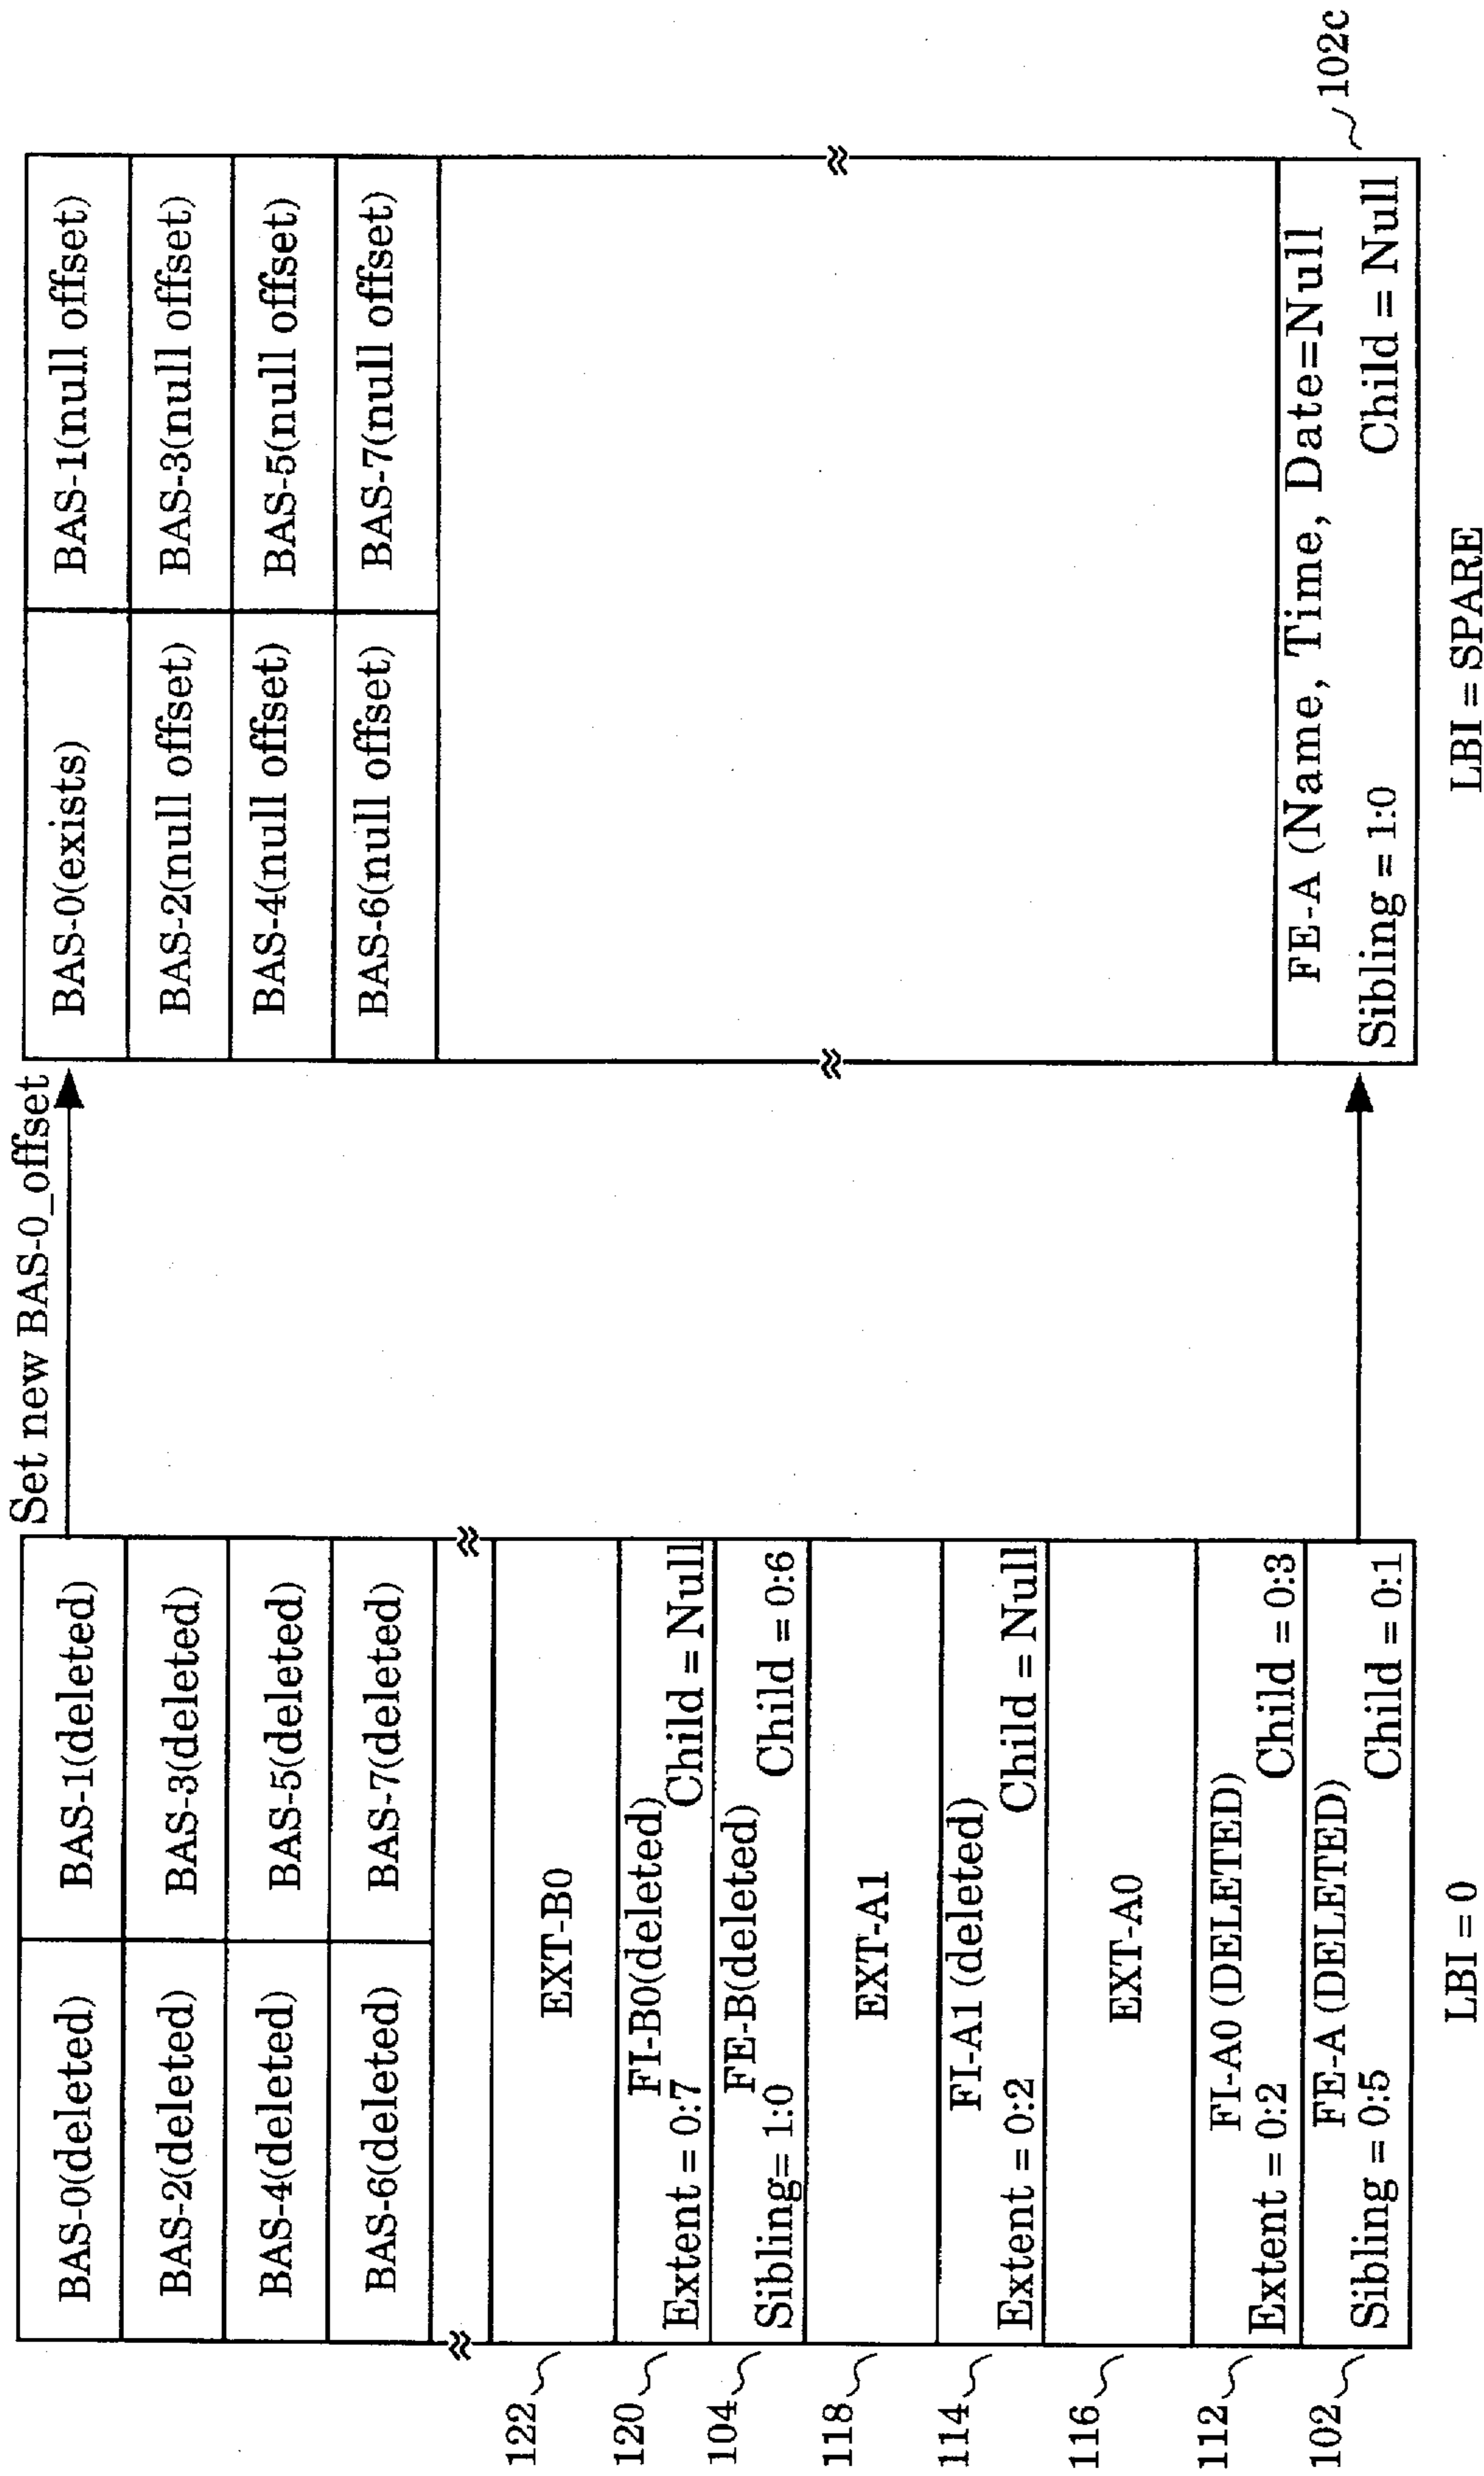 Set new BAS-0_offset
BAS-0(deleted) BAS-1(deleted)
BAS-2(deleted) BAS-3(deleted)
BAS-4(deleted) BAS-5(deleted)
BAS-6(deleted) BAS-7(deleted)
122 EXT-B0
120 FI-B0(deleted)
Extent = 0:7 Child = Null
104 FE-B(deleted)
Sibling= 1:0 Child = 0:6
118 EXT-A1
114 FI-A1 (deleted)
Extent = 0:2 Child = Null
116 EXT-A0
112 FI-A0 (DELETED)
Extent = 0:2 Child = 0:3
102 FE-A (DELETED)
Sibling = 0:5 Child = 0:1
LBI = 0
BAS-0(exists) BAS-1(null offset)
BAS-2(null offset) BAS-3(null offset)
BAS-4(null offset) BAS-5(null offset)
BAS-6(null offset) BAS-7(null offset)
FE-A (Name, Time, Date=Null
Sibling = 1:0 Child = Null
102c
LBI = SPARE